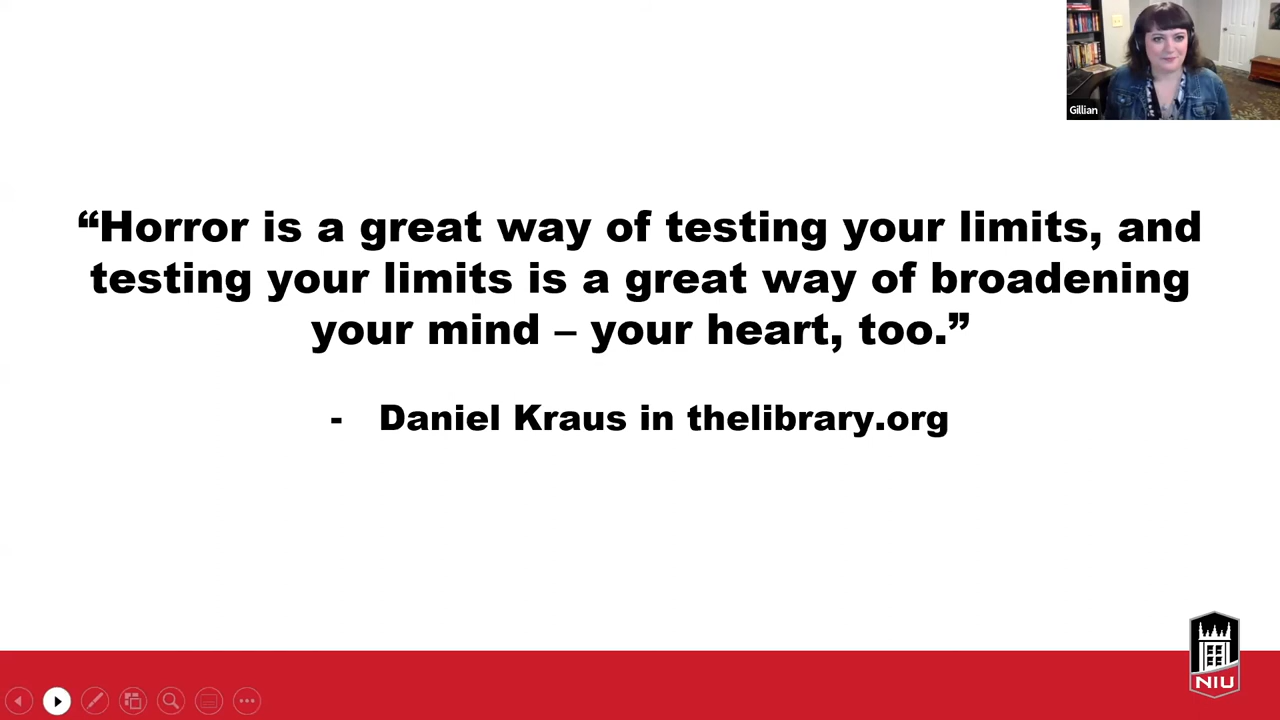 Gillian
“Horror is a great way of testing your limits, and
testing your limits is a great way of broadening
your mind – your heart, too.”
- Daniel Kraus in thelibrary.org
NIU